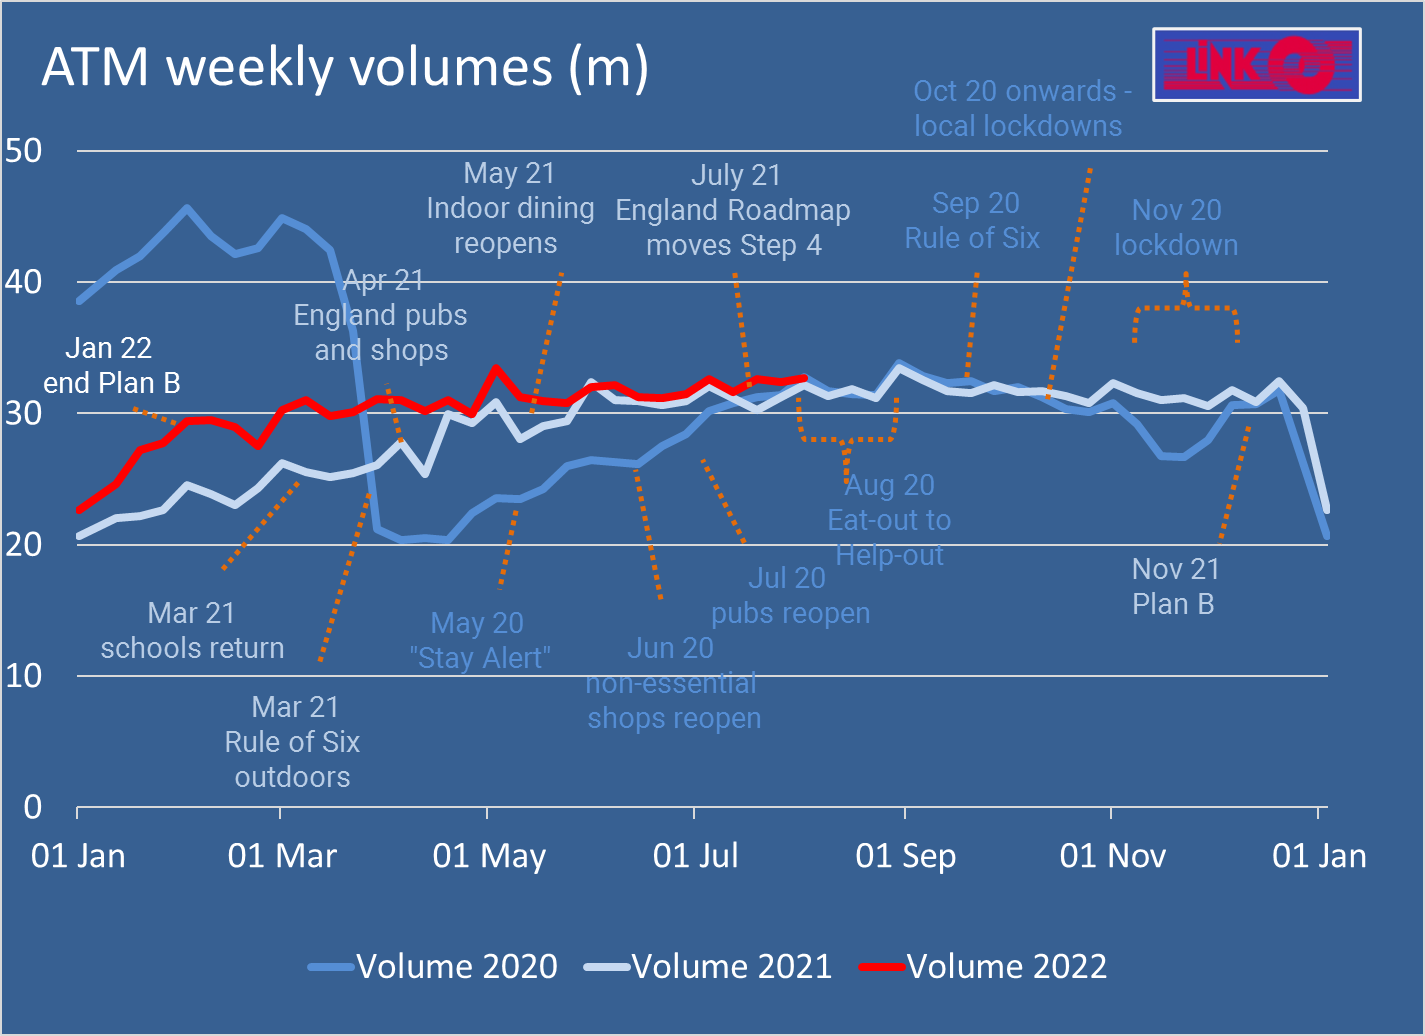 ATM weekly volumes (m)
LINK
Oct 20 onwards -
local lockdowns
50
May 21
Indoor dining
reopens
July 21
England Roadmap
moves Step 4
Sep 20
Rule of Six
Nov 20
lockdown
40
Apr 21
England pubs
and shops
Jan 22
end Plan B
30
Aug 20
Eat-out to
Help-out
20
Nov 21
Plan B
Jul 20
pubs reopen
Mar 21
schools return
May 20
"Stay Alert"
Jun 20
non-essential
shops reopen
10
Mar 21
Rule of Six
outdoors
0
01 Jan
01 Mar
01 May
01 Jul
01 Sep
01 Nov
01 Jan
Volume 2020
Volume 2021
Volume 2022